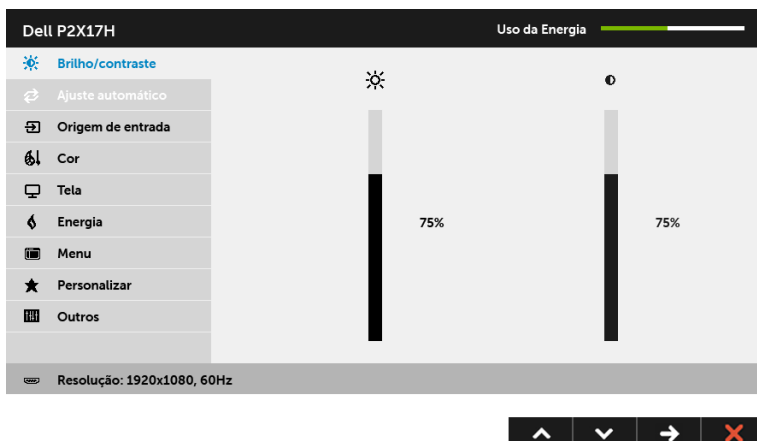 Dell P2X17H
Uso da Energia
Brilho/contraste
Ajuste automático
Origem de entrada
Cor
Tela
Energia
75%
75%
Menu
Personalizar
Outros
Resolução: 1920x1080, 60Hz